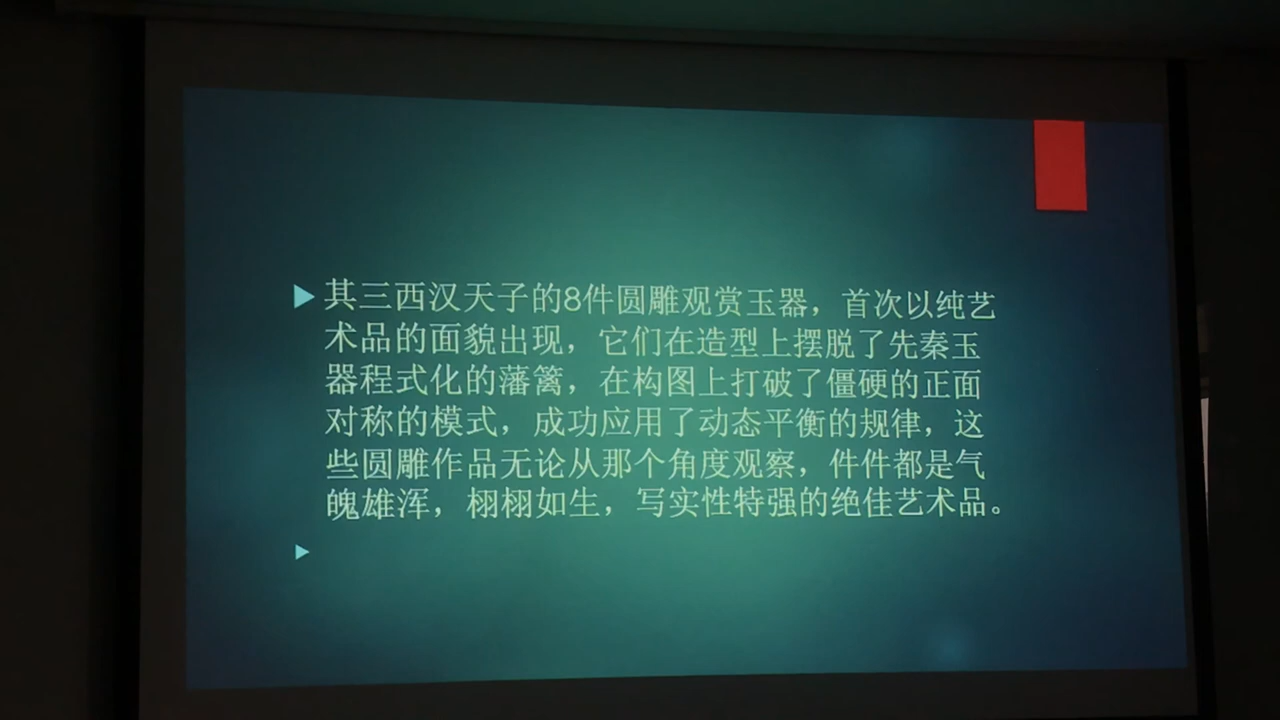 其三西汉天子的8件圆雕观赏玉器，首次以纯艺
术品的面貌出现，它们在造型上摆脱了先秦玉
器程式化的藩篱，在构图上打破了僵硬的正面
对称的模式，成功应用了动态平衡的规律，这
些圆雕作品无论从那个角度观察，件件都是气
魄雄浑，栩栩如生，写实性特强的绝佳艺术品。